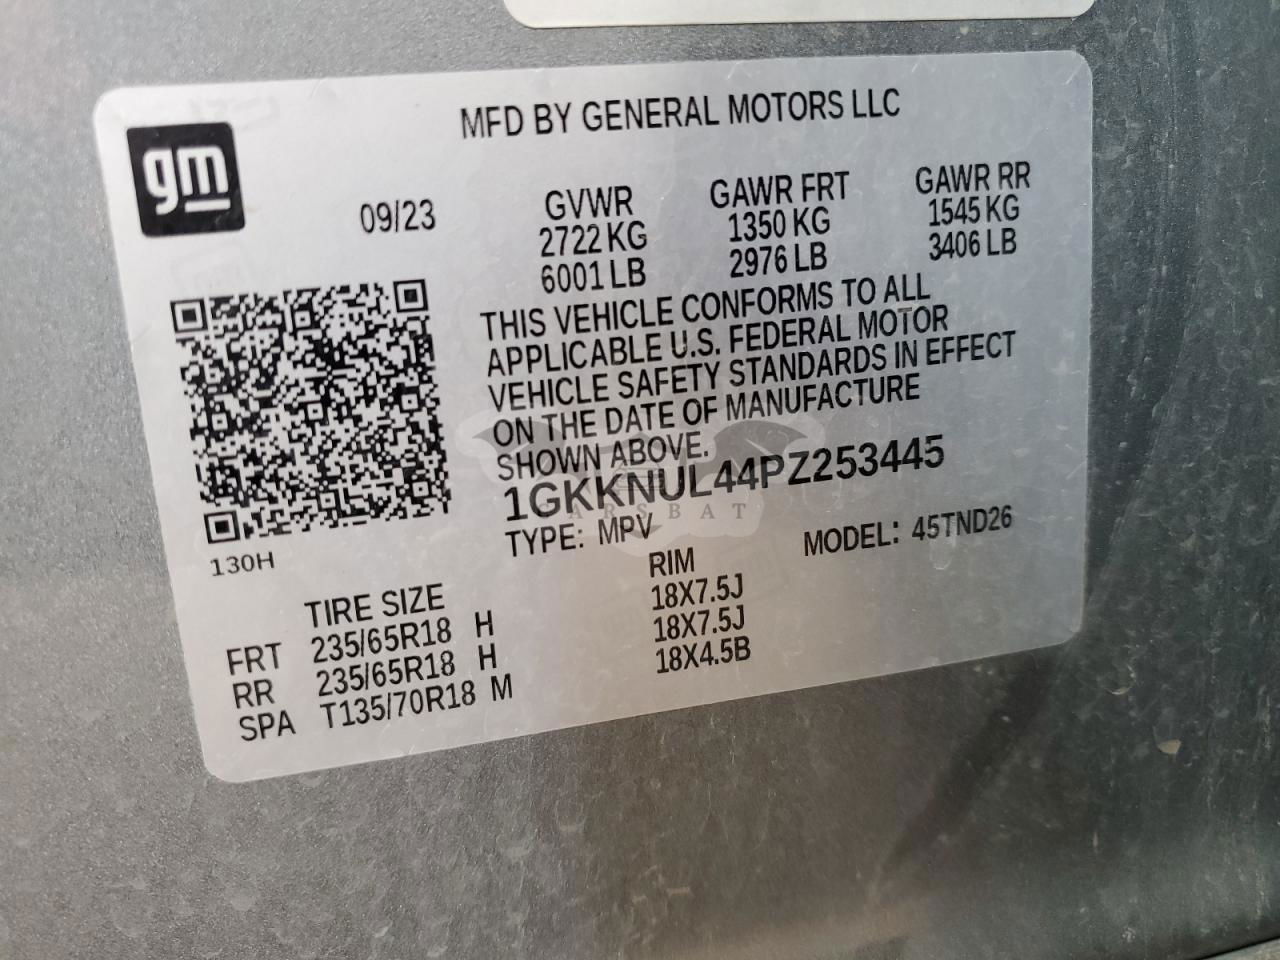 MFD BY GENERAL MOTORS LLC
gm
09/23
GVWR GAWR FRT GAWR RR
2722 KG 1350 KG 1545 KG
6001 LB 2976 LB 3406 LB
THIS VEHICLE CONFORMS TO ALL
APPLICABLE U.S. FEDERAL MOTOR
VEHICLE SAFETY STANDARDS IN EFFECT
ON THE DATE OF MANUFACTURE
SHOWN ABOVE.
1GKKNUL44PZ253445
CARSBAT
TYPE: MPV MODEL: 45TND26
130H
TIRE SIZE RIM
FRT 235/65R18 H 18X7.5J
RR 235/65R18 H 18X7.5J
SPA T135/70R18 M 18X4.5B